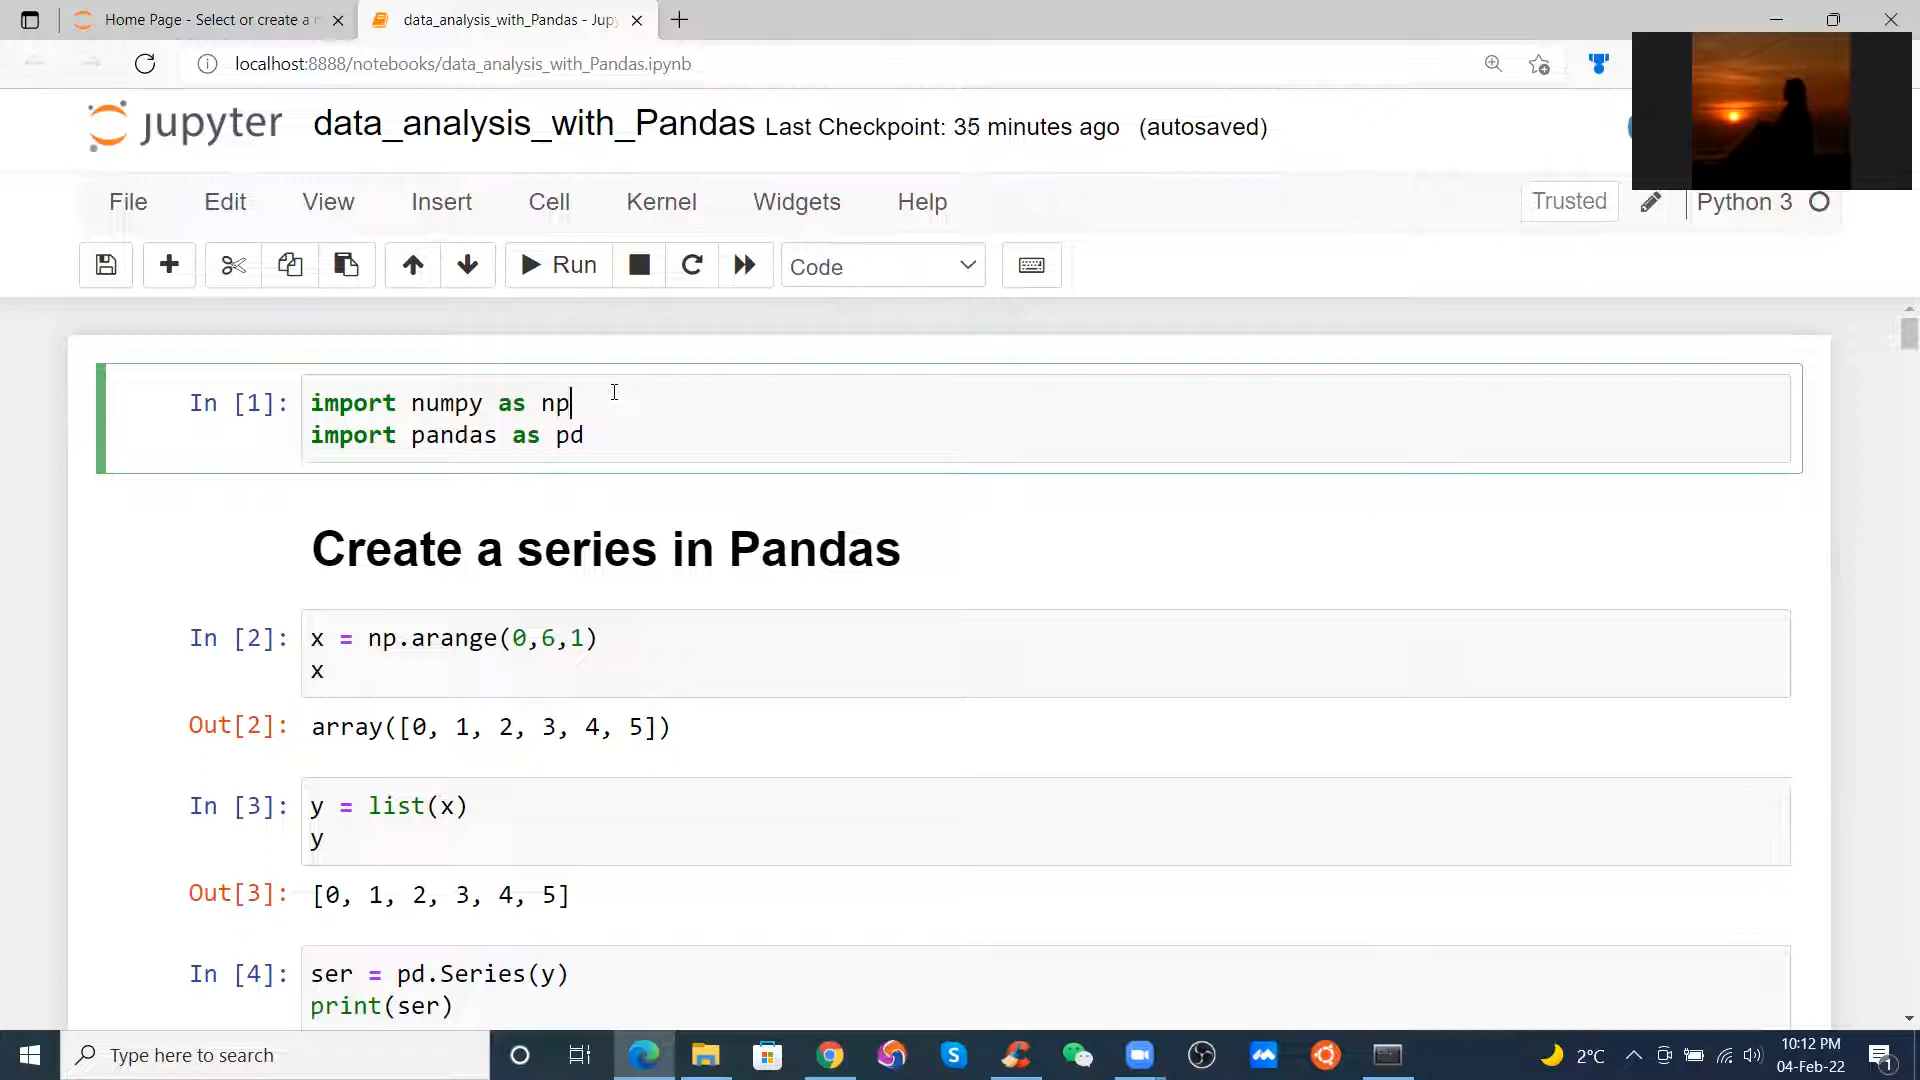 Home Page - Select or create a n
data_analysis_with_Pandas - Jup
localhost:8888/notebooks/data_analysis_with_Pandas.ipynb
jupyter data_analysis_with_Pandas Last Checkpoint: 35 minutes ago (autosaved)
File Edit View Insert Cell Kernel Widgets Help Trusted Python 3
Run Code
In [1]: import numpy as np
import pandas as pd
Create a series in Pandas
In [2]: x = np.arange(0,6,1)
x
Out[2]: array([0, 1, 2, 3, 4, 5])
In [3]: y = list(x)
y
Out[3]: [0, 1, 2, 3, 4, 5]
In [4]: ser = pd.Series(y)
print(ser)
Type here to search
2°C
10:12 PM
04-Feb-22
1